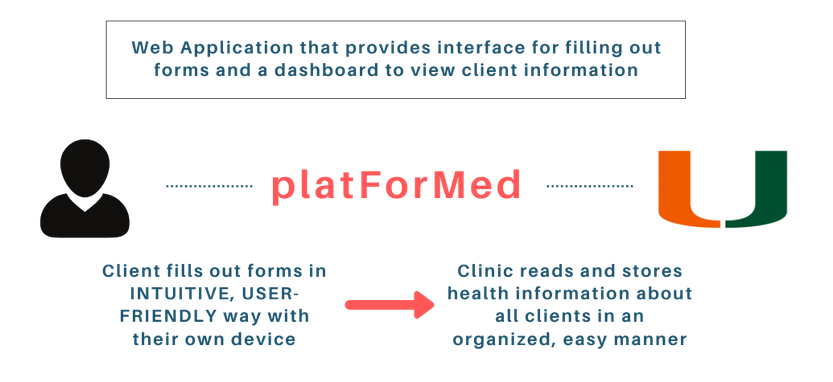 Web Application that provides interface for filling out
forms and a dashboard to view client information
platForMed
Client fills out forms in
INTUITIVE, USER-
FRIENDLY way with
their own device
Clinic reads and stores
health information about
all clients in an
organized, easy manner